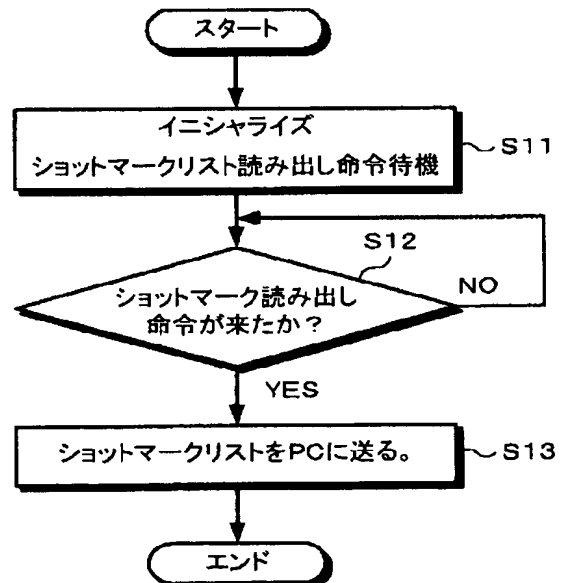 スタート
イニシャライズ
ショットマークリスト読み出し命令待機
S11
S12
ショットマーク読み出し
命令が来たか？
NO
YES
ショットマークリストをPCに送る。
S13
エンド